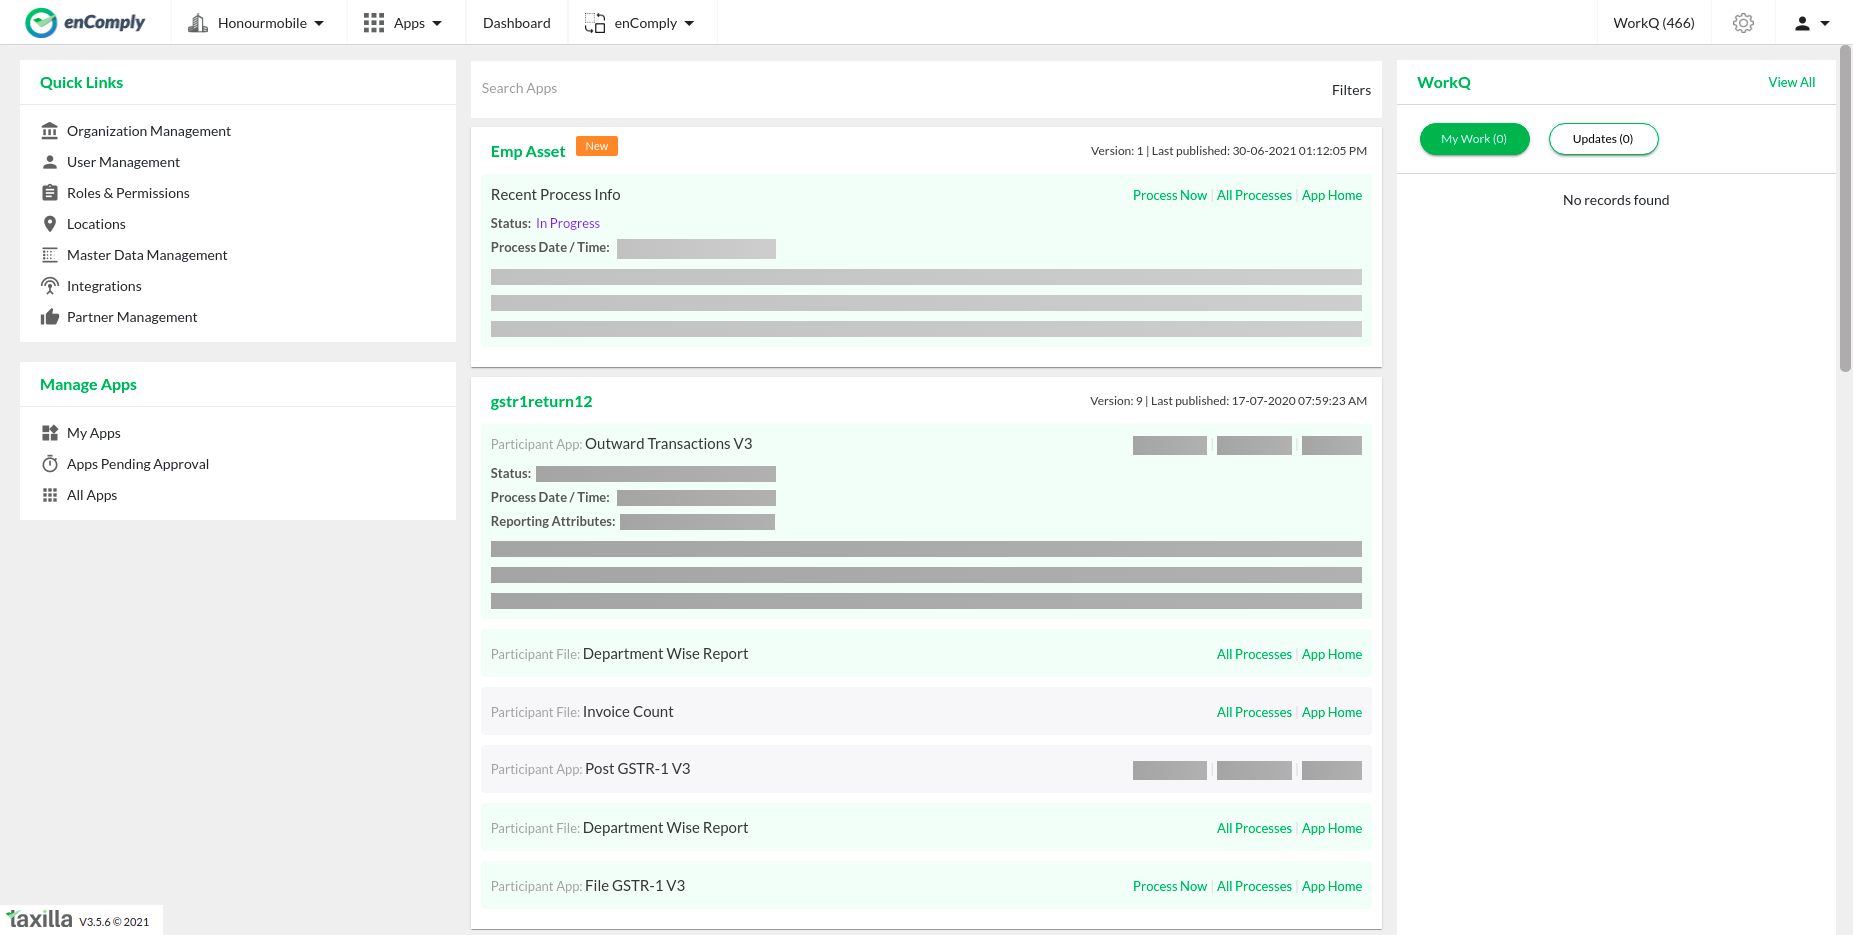 enComply
Honourmobile
Apps
Dashboard
enComply
WorkQ (466)
Quick Links
Organization Management
User Management
Roles & Permissions
Locations
Master Data Management
Integrations
Partner Management
Manage Apps
My Apps
Apps Pending Approval
All Apps
Search Apps
Filters
Emp Asset New Version: 1 | Last published: 30-06-2021 01:12:05 PM
Recent Process Info Process Now | All Processes | App Home
Status: In Progress
Process Date / Time:
gstr1return12 Version: 9 | Last published: 17-07-2020 07:59:23 AM
Participant App: Outward Transactions V3
Status:
Process Date / Time:
Reporting Attributes:
Participant File: Department Wise Report All Processes | App Home
Participant File: Invoice Count All Processes | App Home
Participant App: Post GSTR-1 V3
Participant File: Department Wise Report All Processes | App Home
Participant App: File GSTR-1 V3 Process Now | All Processes | App Home
WorkQ View All
My Work (0) Updates (0)
No records found
taxilla V3.5.6 © 2021